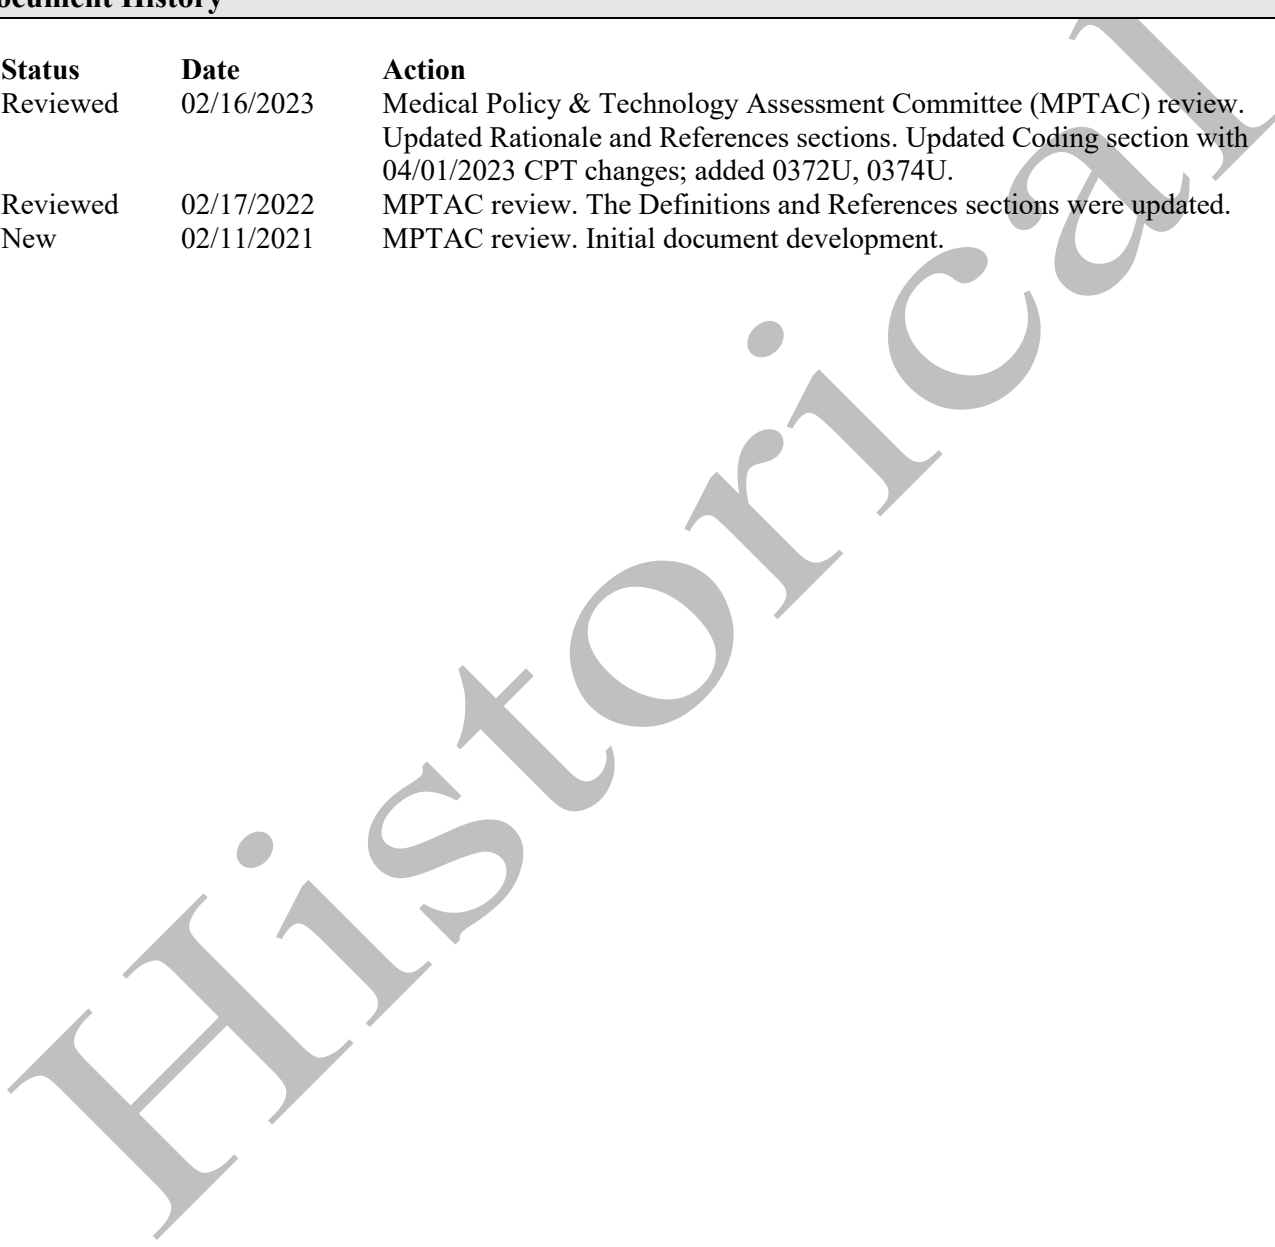 ocument History
Status Date Action
Reviewed 02/16/2023 Medical Policy & Technology Assessment Committee (MPTAC) review.
Updated Rationale and References sections. Updated Coding section with
04/01/2023 CPT changes; added 0372U, 0374U.
Reviewed 02/17/2022 MPTAC review. The Definitions and References sections were updated.
New 02/11/2021 MPTAC review. Initial document development.
Historical